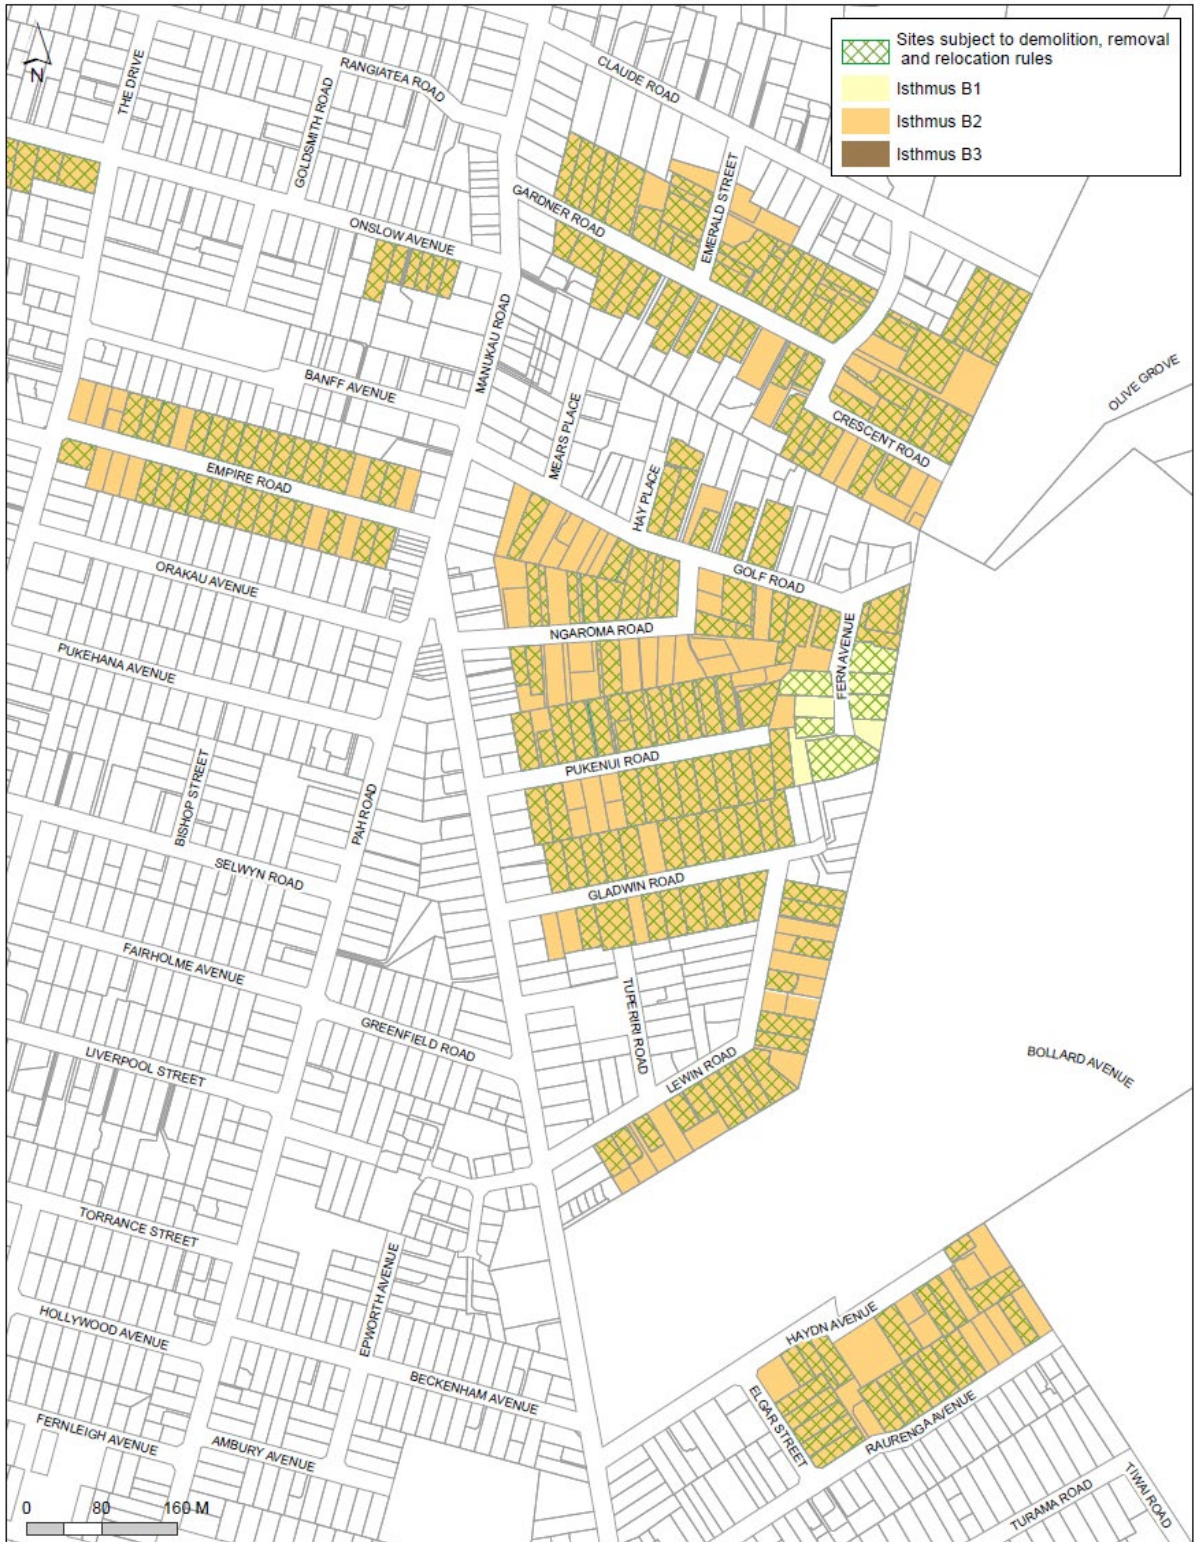 Sites subject to demolition, removal
and relocation rules
Isthmus B1
Isthmus B2
Isthmus B3
N
THE DRIVE
RANGIATEA ROAD
GOLDSMITH ROAD
CLAUDE ROAD
EMERALD STREET
GARDNER ROAD
ONSLOW AVENUE
MANUKAU ROAD
BANFF AVENUE
OLIVE GROVE
MEARS PLACE
CRESCENT ROAD
EMPIRE ROAD
HAY PLACE
ORAKAU AVENUE
GOLF ROAD
NGAROMA ROAD
FERN AVENUE
PUKEHANA AVENUE
PUKENUI ROAD
BISHOP STREET
PAH ROAD
SELWYN ROAD
GLADWIN ROAD
FAIRHOLME AVENUE
TUPERIRI ROAD
GREENFIELD ROAD
LIVERPOOL STREET
LEWIN ROAD
BOLLARD AVENUE
TORRANCE STREET
EPWORTH AVENUE
HOLLYWOOD AVENUE
HAYDN AVENUE
BECKENHAM AVENUE
ELGAR STREET
RAURENGA AVENUE
FERNLEIGH AVENUE
AMBURY AVENUE
TURAMA ROAD
TIWAI ROAD
0 80 160 M